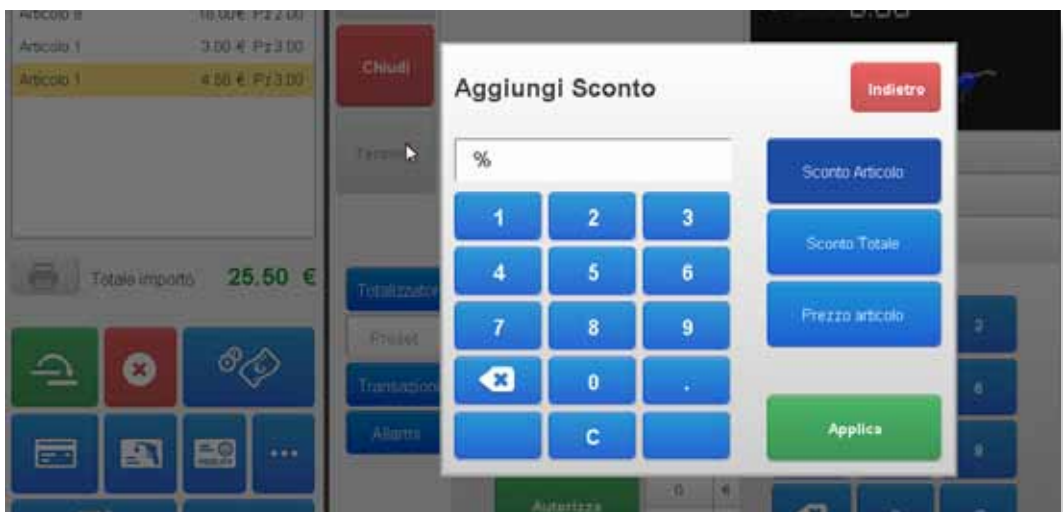 Articolo 1 3.00 € Pz 3.00
Articolo 1 4.50 € Pz 3.00
Totale importo 25.50 €
Chiudi
Totalizzatori
Preset
Transazioni
Allarmi
Aggiungi Sconto
Indietro
%
1 2 3
4 5 6
7 8 9
0 .
C
Sconto Articolo
Sconto Totale
Prezzo articolo
Applica
Autorizza
0 €